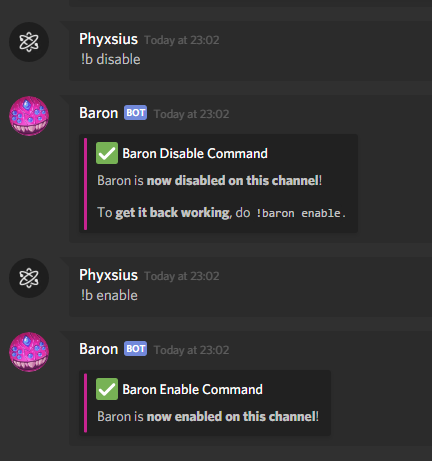 Phyxsius Today at 23:02
!b disable
Baron BOT Today at 23:02
Baron Disable Command
Baron is now disabled on this channel!
To get it back working, do !baron enable.
Phyxsius Today at 23:02
!b enable
Baron BOT Today at 23:02
Baron Enable Command
Baron is now enabled on this channel!